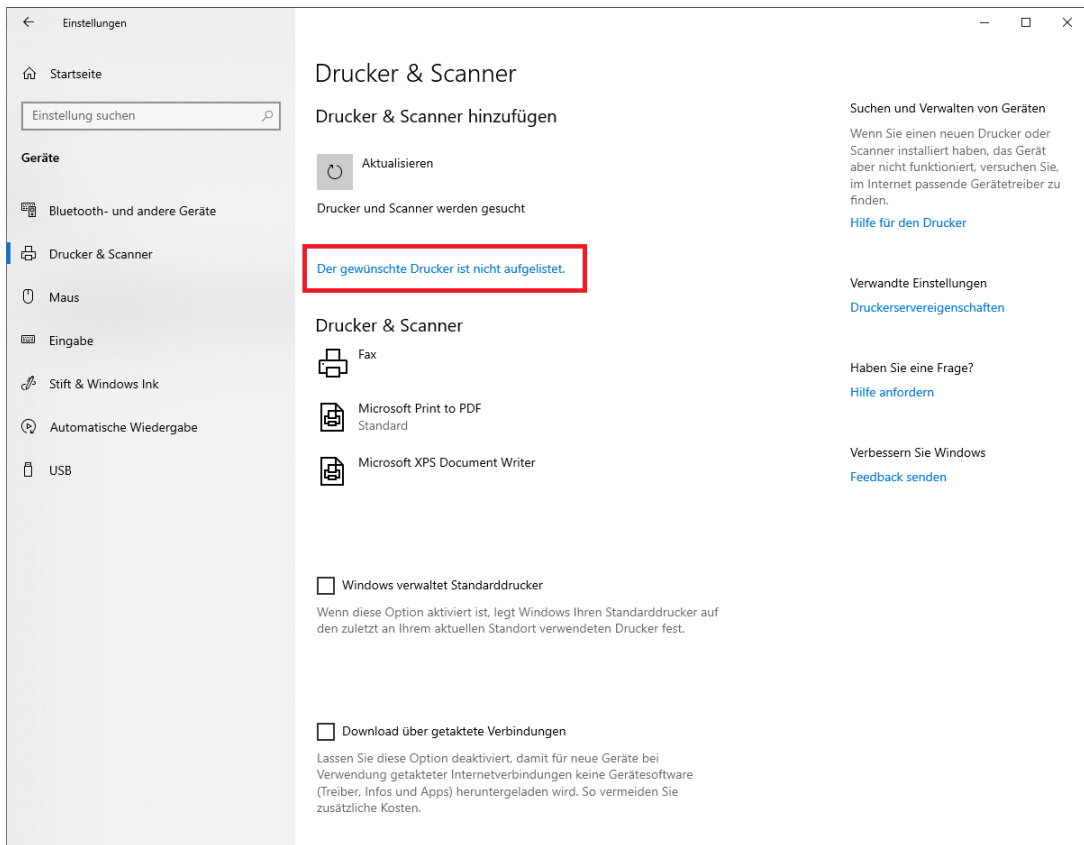 Einstellungen
Startseite
Einstellung suchen
Geräte
Bluetooth- und andere Geräte
Drucker & Scanner
Maus
Eingabe
Stift & Windows Ink
Automatische Wiedergabe
USB
Drucker & Scanner
Drucker & Scanner hinzufügen
Aktualisieren
Drucker und Scanner werden gesucht
Der gewünschte Drucker ist nicht aufgelistet.
Drucker & Scanner
Fax
Microsoft Print to PDF
Standard
Microsoft XPS Document Writer
Windows verwaltet Standarddrucker
Wenn diese Option aktiviert ist, legt Windows Ihren Standarddrucker auf
den zuletzt an Ihrem aktuellen Standort verwendeten Drucker fest.
Download über getaktete Verbindungen
Lassen Sie diese Option deaktiviert, damit für neue Geräte bei
Verwendung getakteter Internetverbindungen keine Gerätesoftware
(Treiber, Infos und Apps) heruntergeladen wird. So vermeiden Sie
zusätzliche Kosten.
Suchen und Verwalten von Geräten
Wenn Sie einen neuen Drucker oder
Scanner installiert haben, das Gerät
aber nicht funktioniert, versuchen Sie,
im Internet passende Gerätetreiber zu
finden.
Hilfe für den Drucker
Verwandte Einstellungen
Druckerservereigenschaften
Haben Sie eine Frage?
Hilfe anfordern
Verbessern Sie Windows
Feedback senden